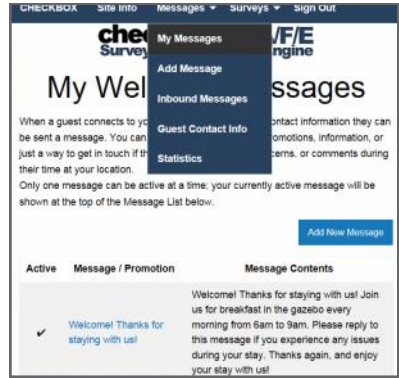 CHECKBOX Site Info Messages Surveys Sign Out
My Messages
Add Message
Inbound Messages
Guest Contact Info
Statistics
/F/E
Survey
gine
My Wel ssages
When a guest connects to yo ontact information they can
be sent a message. You can omotions, information, or
just a way to get in touch if th cerns, or comments during
their time at your location.
Only one message can be active at a time; your currently active message will be
shown at the top of the Message List
below.
Add New Message
Active Message / Promotion Message Contents
✔ Welcome! Thanks for
staying with us!
Welcome! Thanks for staying with us! Join
us for breakfast in the gazebo every
morning from 6am to 9am. Please reply to
this message if you experience any issues
during your stay. Thanks again, and enjoy
your stay with us!